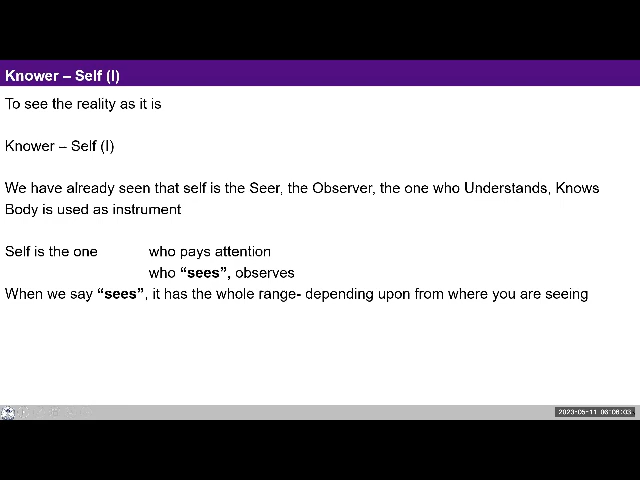 Knower – Self (I)
To see the reality as it is
Knower – Self (I)
We have already seen that self is the Seer, the Observer, the one who Understands, Knows
Body is used as instrument
Self is the one who pays attention
who “sees”, observes
When we say “sees”, it has the whole range- depending upon from where you are seeing
2023-05-11 06:08:03